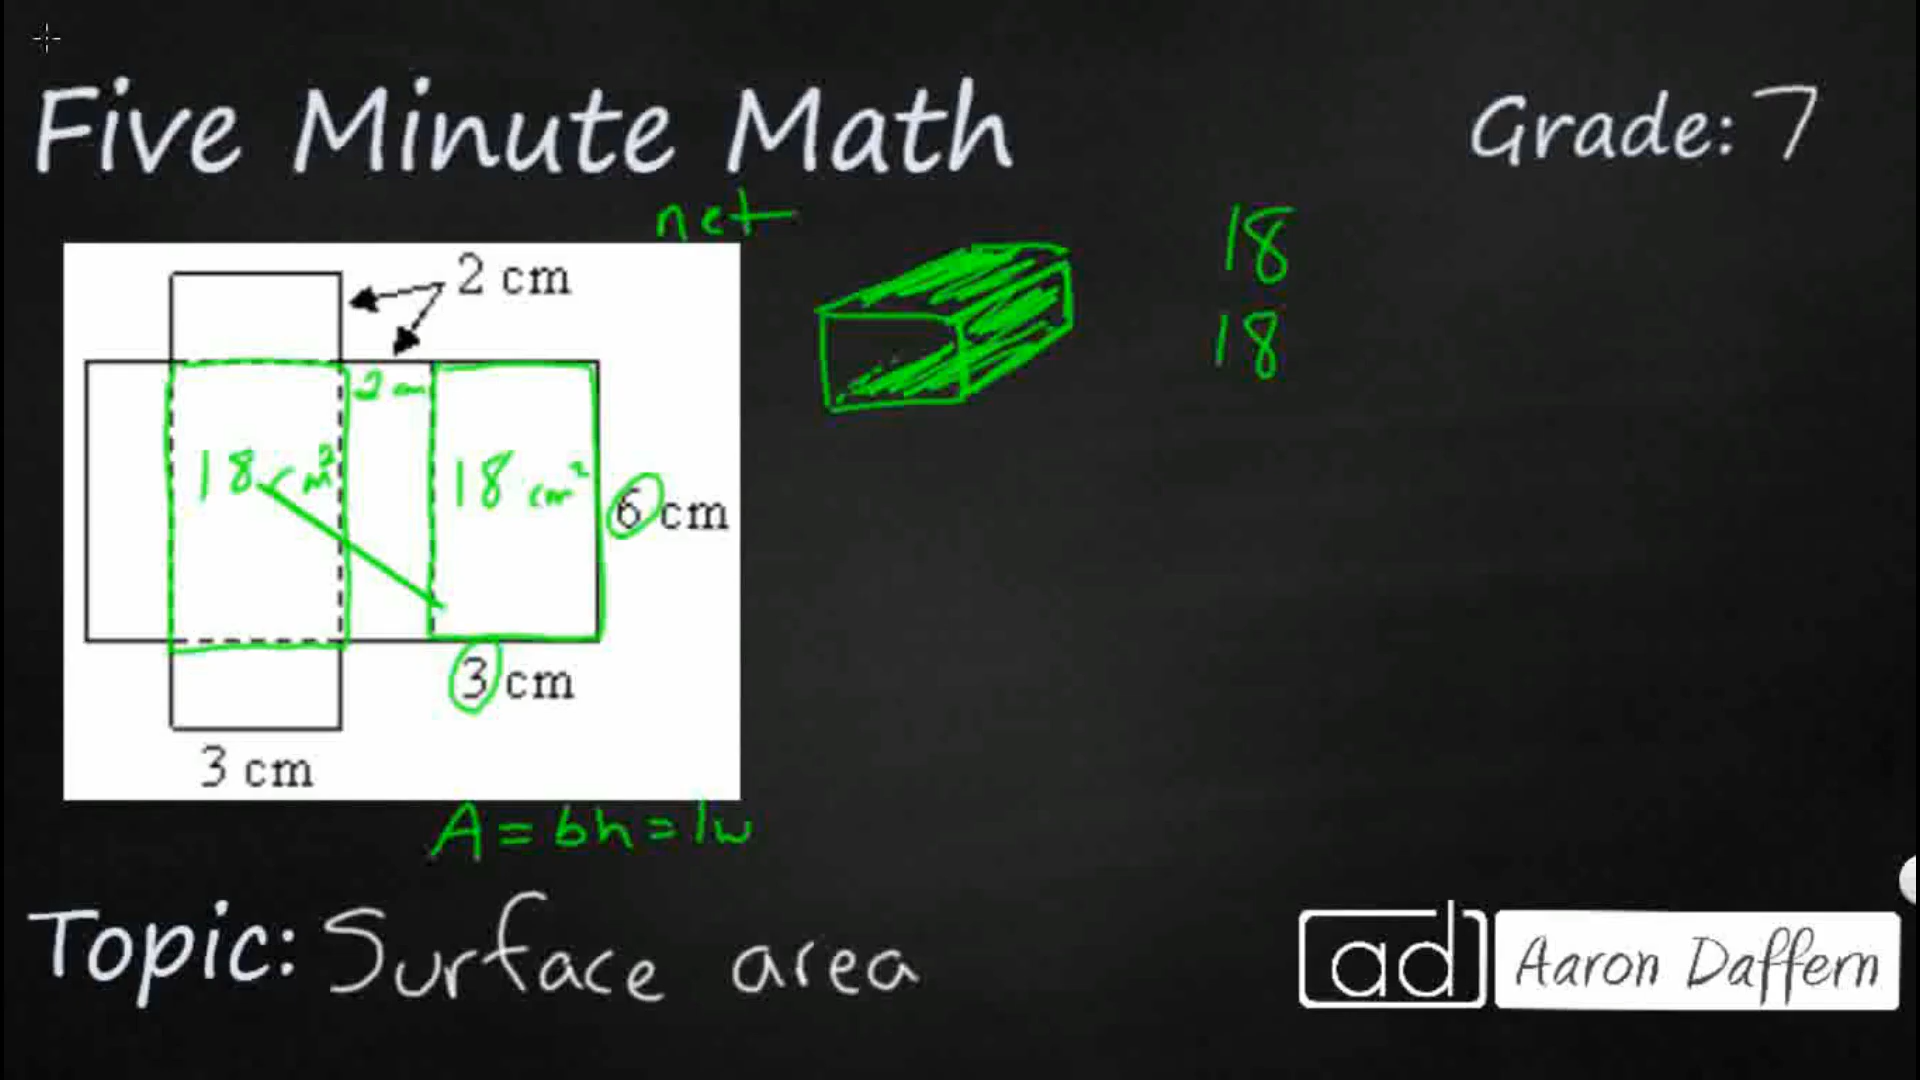 Five Minute Math
Grade: 7
net
18
18
2 cm
2 cm
18 cm²
18 cm²
6 cm
3 cm
3 cm
A = bh = lw
Topic: Surface area
ad Aaron Daffern